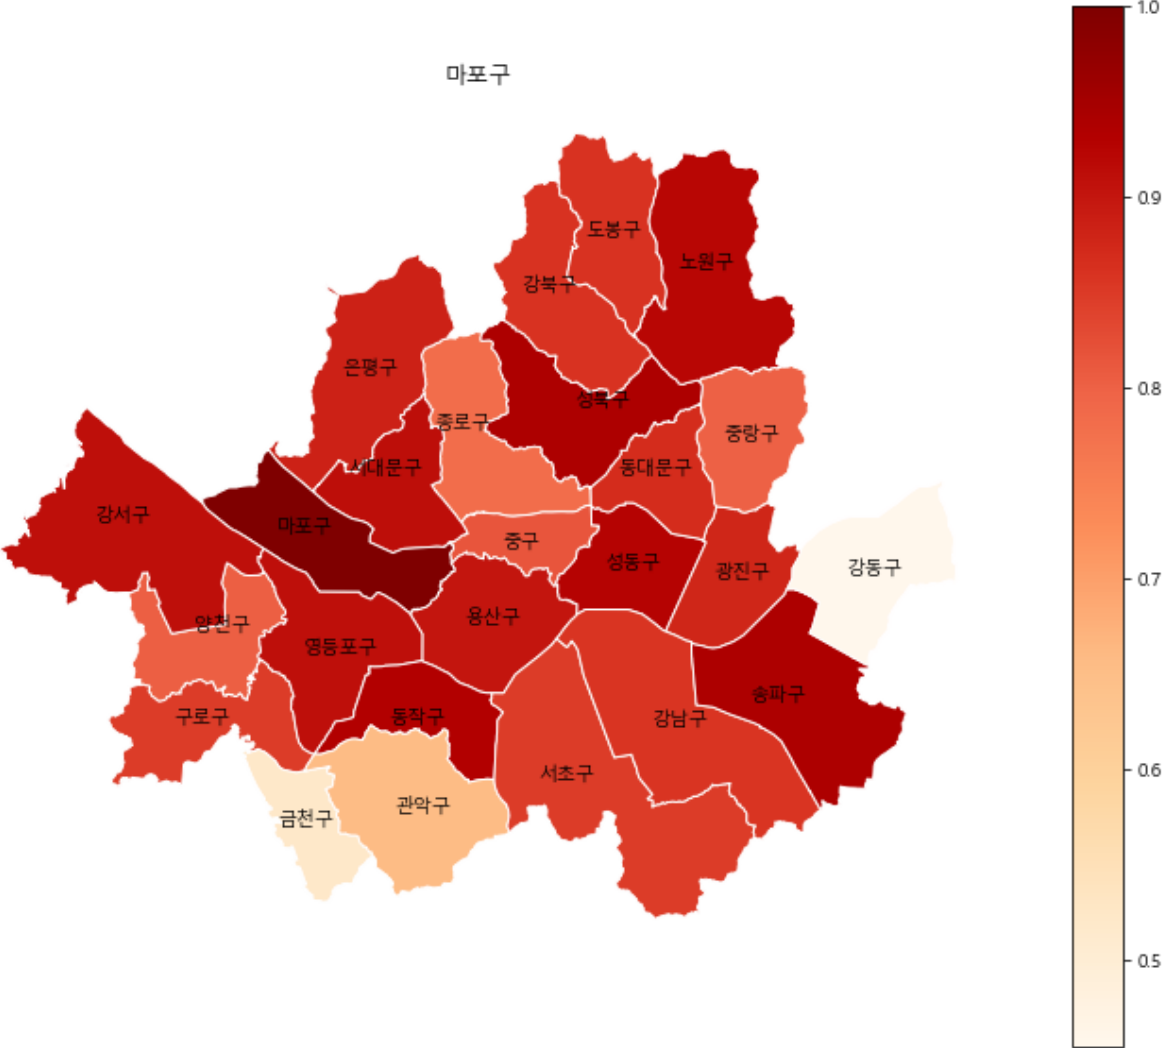 마포구
도봉구
노원구
강북구
은평구
성북구
종로구
중랑구
서대문구
동대문구
강서구
마포구
중구
성동구
광진구
강동구
양천구
용산구
영등포구
송파구
구로구
동작구
강남구
서초구
관악구
금천구
1.0
0.9
0.8
0.7
0.6
0.5